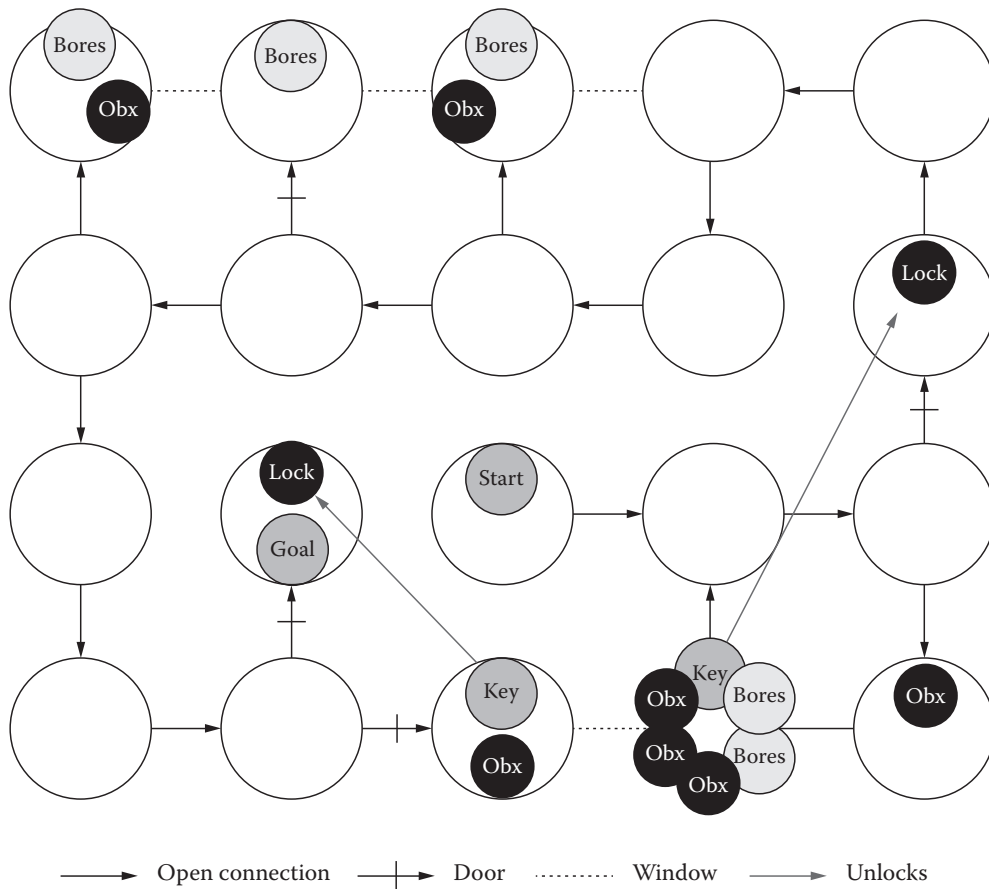 Bores
Bores
Bores
Obx
Obx
Lock
Lock
Start
Goal
Key
Key
Obx
Bores
Obx
Obx
Obx
Bores
Obx
Open connection
Door
Window
Unlocks